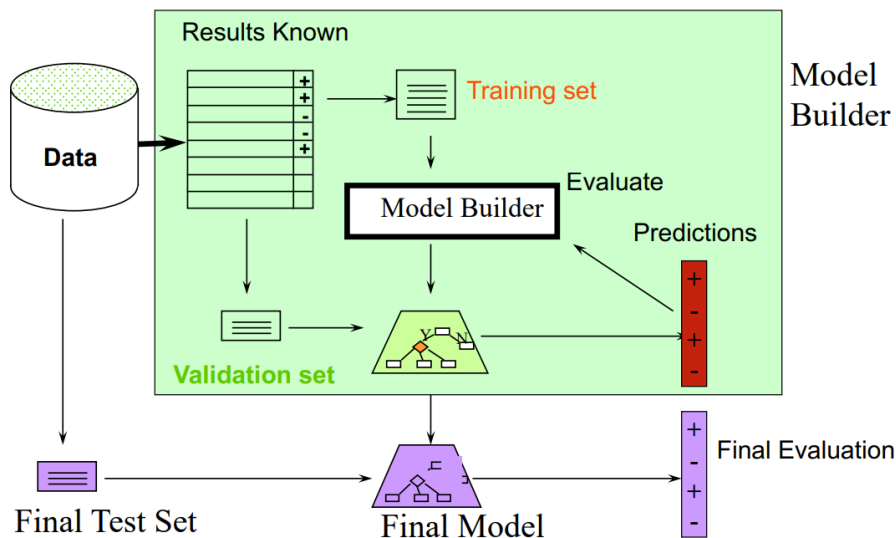 Results Known
Model
Builder
Data
+
+
-
-
+
Training set
Model Builder
Evaluate
Predictions
+
-
+
-
Y
N
Validation set
+
-
+
-
Final Evaluation
Final Test Set
Final Model